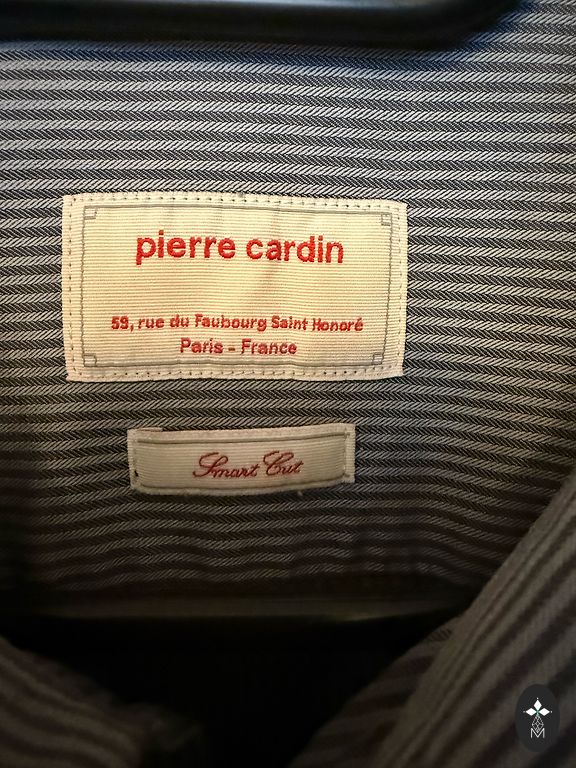 pierre cardin
59, rue du Faubourg Saint Honoré
Paris - France
Smart Cut
M